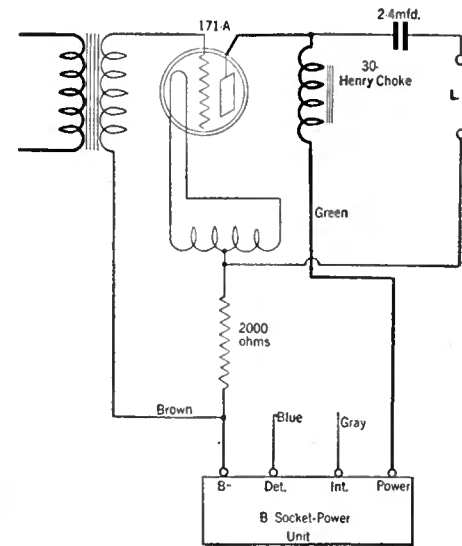 171-A
2-4mfd.
30-
Henry Choke
L
Green
2000
ohms
Brown
Blue
Gray
B-
Det.
Int.
Power
B Socket-Power
Unit